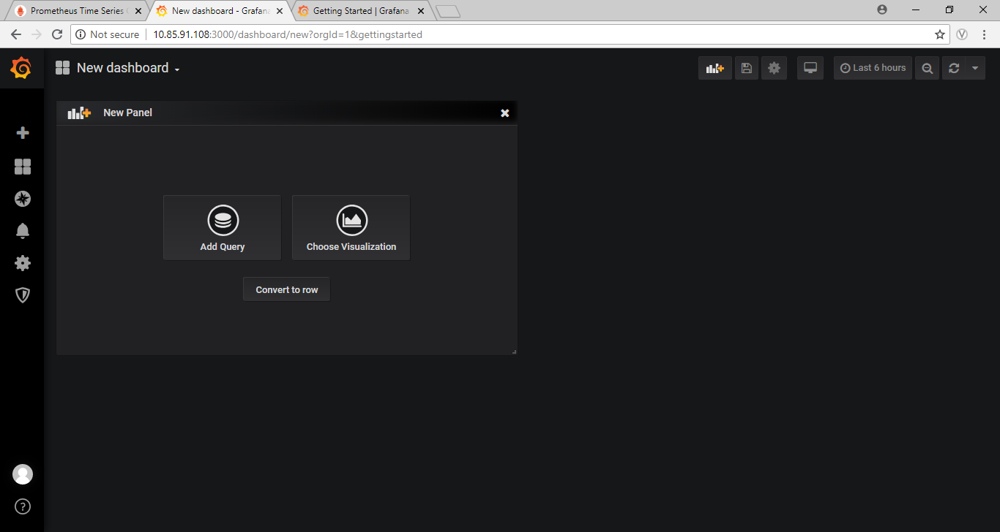 Prometheus Time Series
New dashboard - Grafana
Getting Started | Grafana
Not secure
10.85.91.108:3000/dashboard/new?orgId=1&gettingstarted
New dashboard
Last 6 hours
New Panel
Add Query
Choose Visualization
Convert to row